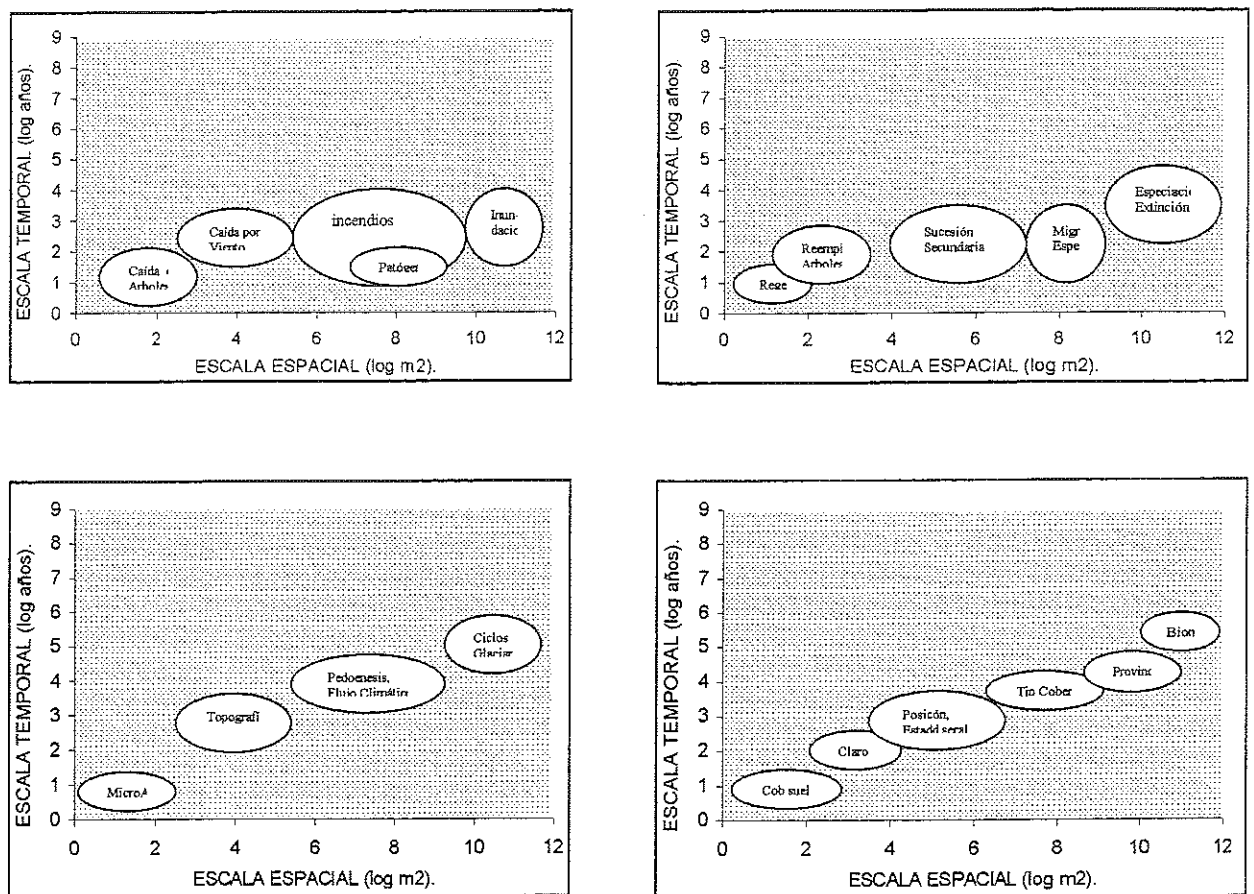 ESCALA TEMPORAL (log años).
9
8
7
6
5
4
3
2
1
0
Caída
Arboles
Caída por
Viento
incendios
Patóger
Inun-
dacic
0 2 4 6 8 10 12
ESCALA ESPACIAL (log m2).
ESCALA TEMPORAL (log años).
9
8
7
6
5
4
3
2
1
0
Rege
Reempl
Arboles
Sucesión
Secundaria
Migr
Espe
Especiaci
Extinción
0 2 4 6 8 10 12
ESCALA ESPACIAL (log m2).
ESCALA TEMPORAL (log años).
9
8
7
6
5
4
3
2
1
0
MicroA
Topografi
Pedoenesis,
Flujo Climátic
Ciclos
Glaciar
0 2 4 6 8 10 12
ESCALA ESPACIAL (log m2).
ESCALA TEMPORAL (log años).
9
8
7
6
5
4
3
2
1
0
Cob suel
Claro
Posicón,
Estadd seral
Tip Cober
Provinc
Biom
0 2 4 6 8 10 12
ESCALA ESPACIAL (log m2).